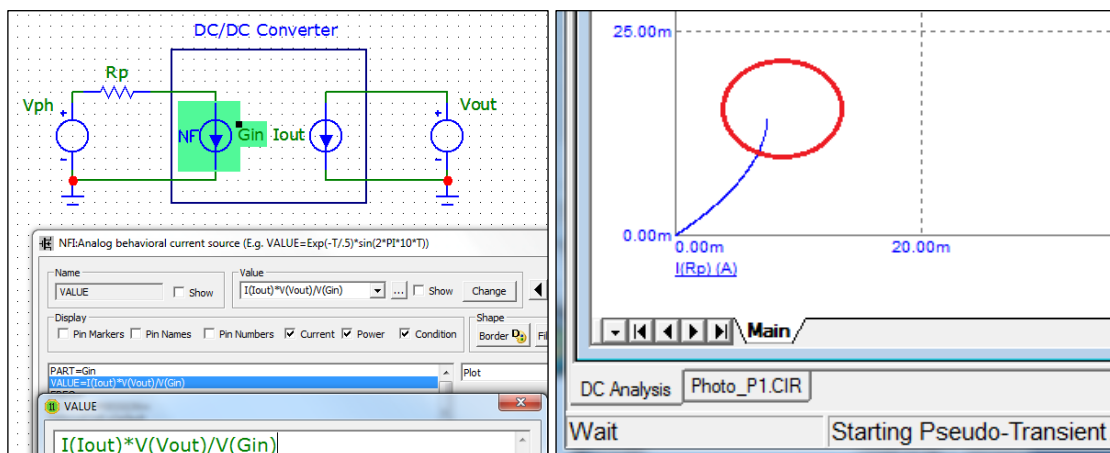 DC/DC Converter
Rp
Vph
NF
Gin
Iout
Vout
NFI:Analog behavioral current source (E.g. VALUE=Exp(-T/.5)*sin(2*PI*10*T))
Name
VALUE
Show
Value
I(Iout)*V(Vout)/V(Gin)
...
Show
Change
Display
Pin Markers
Pin Names
Pin Numbers
Current
Power
Condition
Shape
Border
PART=Gin
VALUE=I(Iout)*V(Vout)/V(Gin)
Plot
VALUE
I(Iout)*V(Vout)/V(Gin)
25.00m
0.00m
0.00m
20.00m
I(Rp) (A)
Main
DC Analysis
Photo_P1.CIR
Wait
Starting Pseudo-Transient